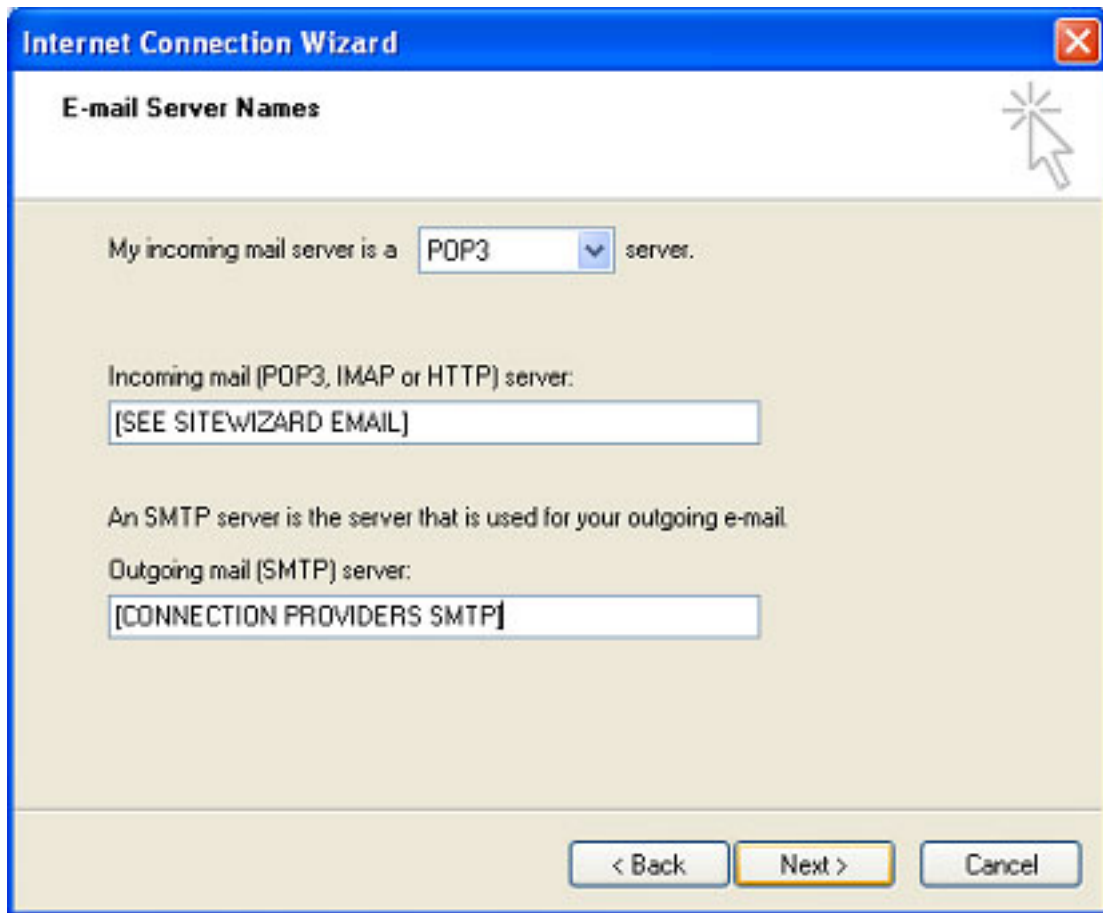 Internet Connection Wizard
E-mail Server Names
My incoming mail server is a POP3 server.
Incoming mail (POP3, IMAP or HTTP) server:
[SEE SITEWIZARD EMAIL]
An SMTP server is the server that is used for your outgoing e-mail.
Outgoing mail (SMTP) server:
[CONNECTION PROVIDERS SMTP]
< Back Next > Cancel